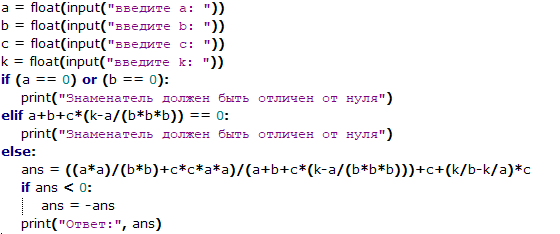 a = float(input("введите a: "))
b = float(input("введите b: "))
c = float(input("введите c: "))
k = float(input("введите k: "))
if (a == 0) or (b == 0):
    print("Знаменатель должен быть отличен от нуля")
elif a+b+c*(k-a/(b*b*b)) == 0:
    print("Знаменатель должен быть отличен от нуля")
else:
    ans = ((a*a)/(b*b)+c*c*a*a)/(a+b+c*(k-a/(b*b*b)))+c+(k/b-k/a)*c
    if ans < 0:
        ans = -ans
    print("Ответ:", ans)